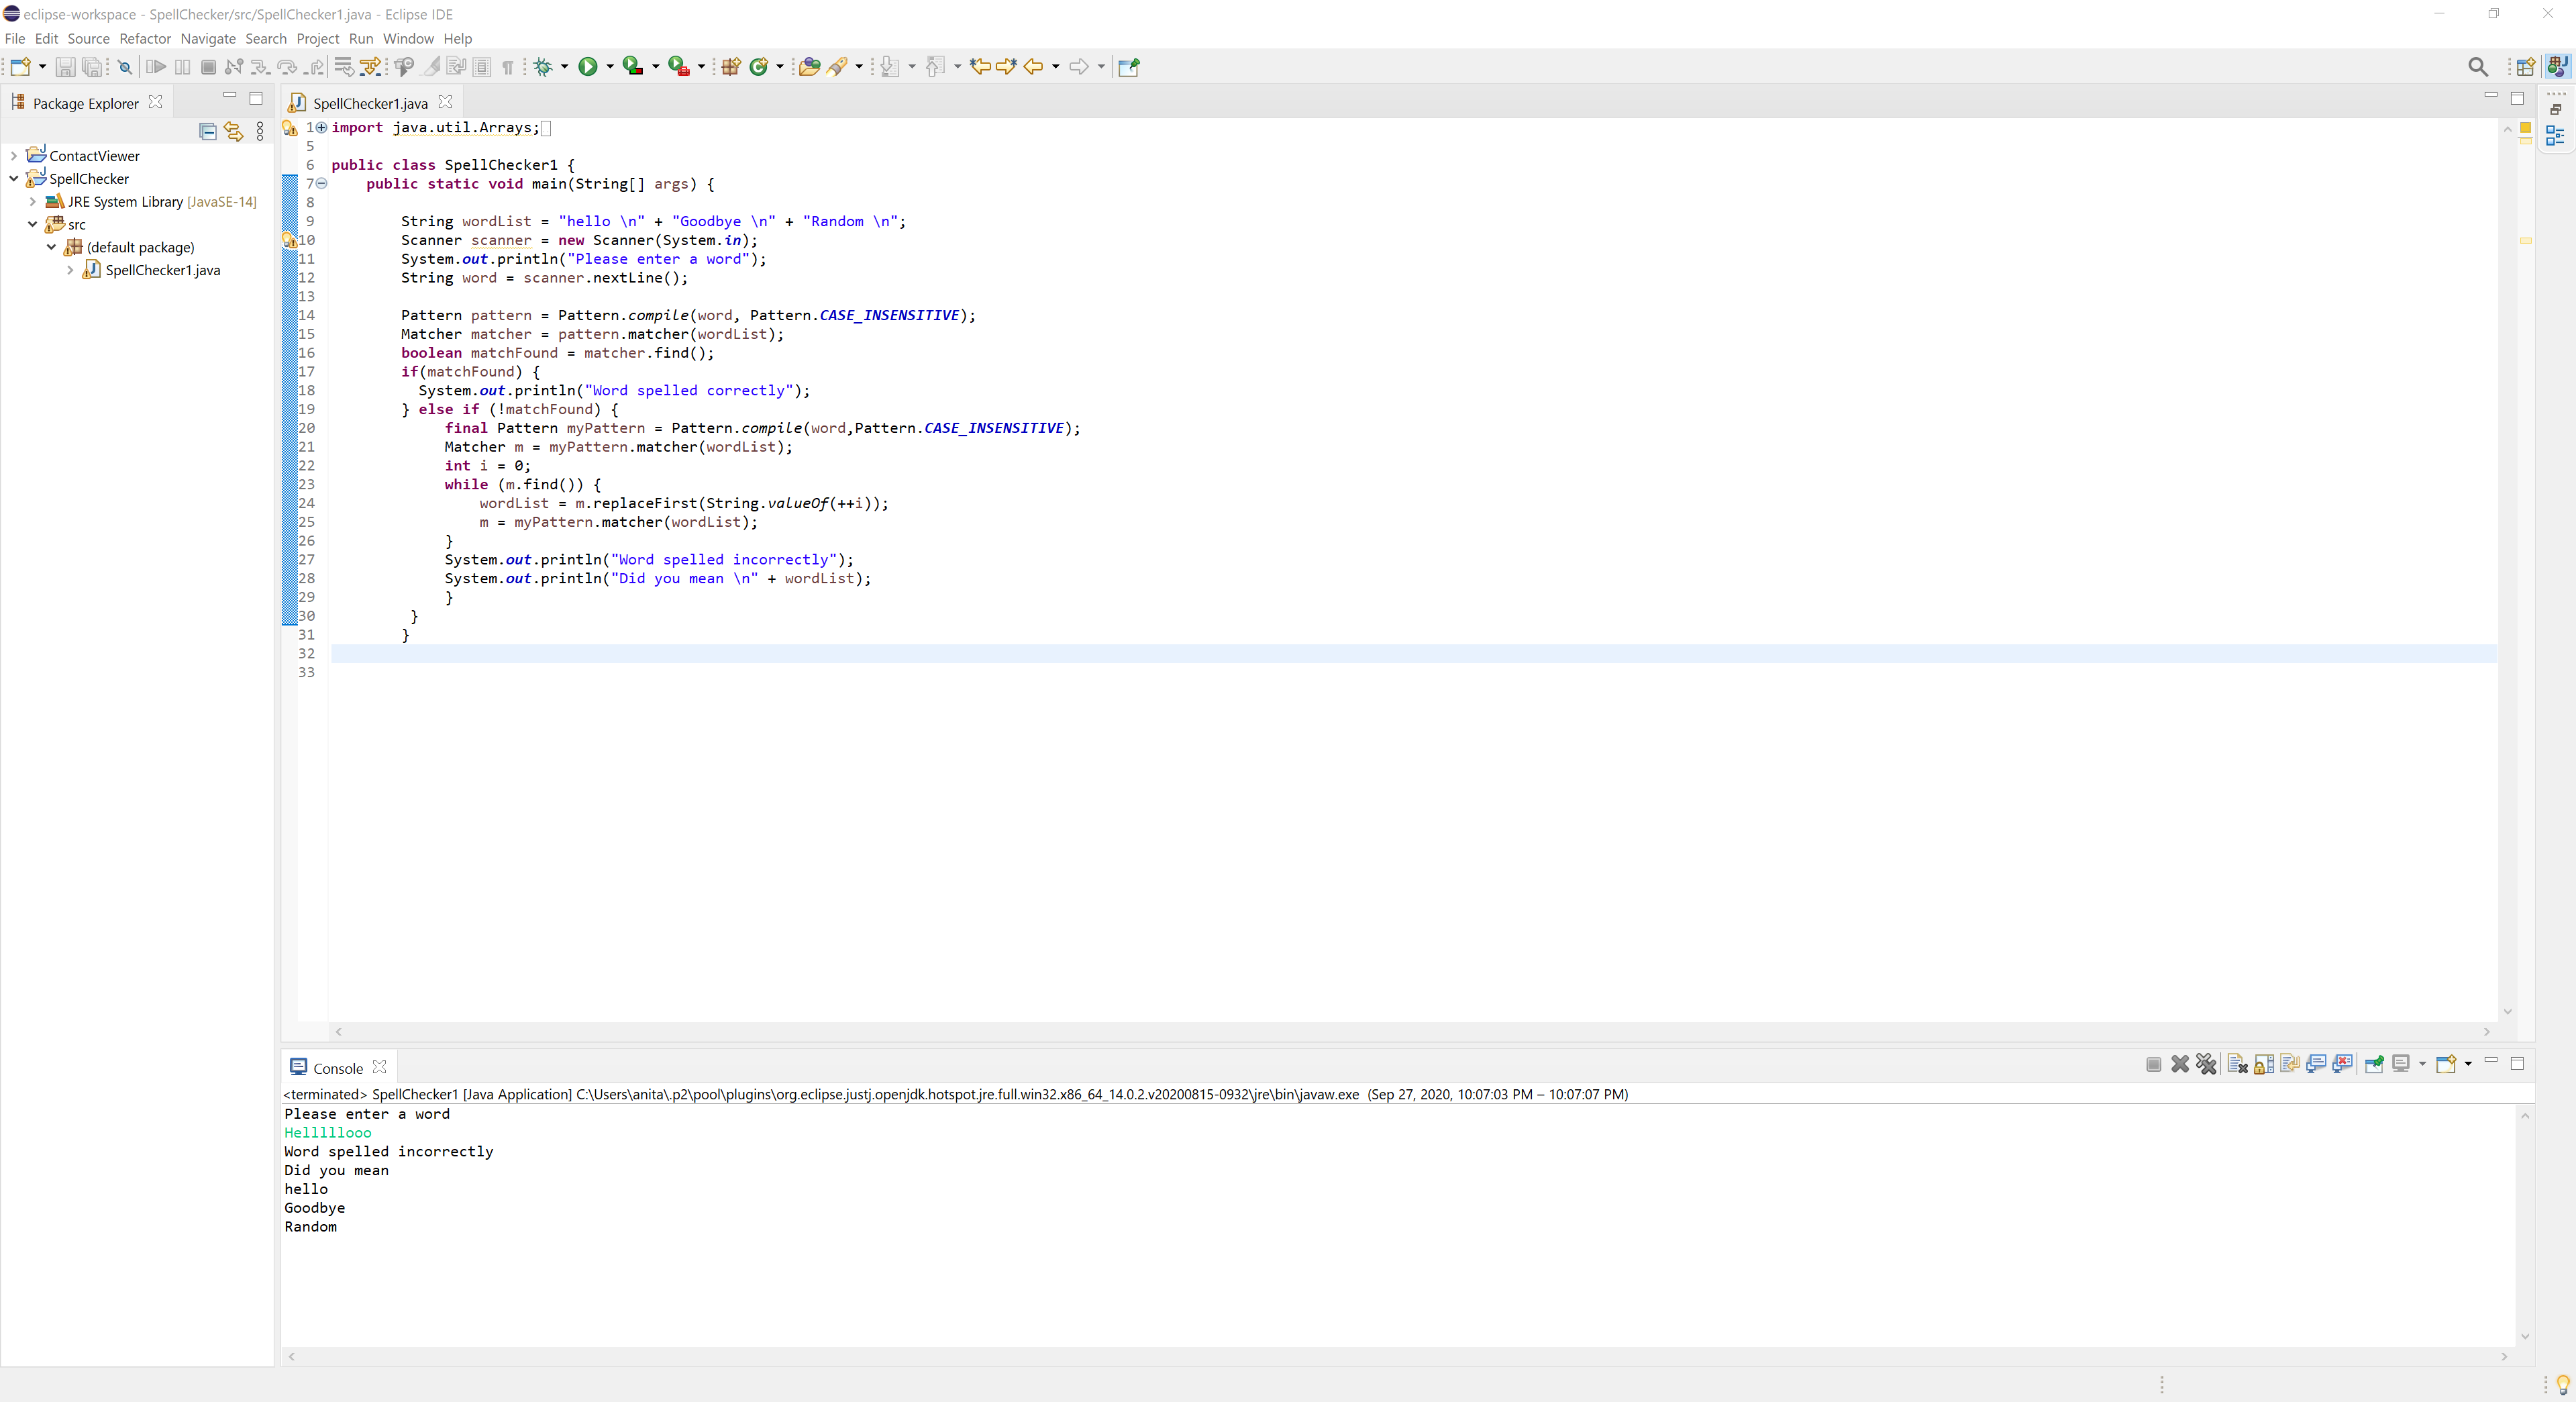 eclipse-workspace - SpellChecker/src/SpellChecker1.java - Eclipse IDE
File Edit Source Refactor Navigate Search Project Run Window Help
Package Explorer
ContactViewer
SpellChecker
JRE System Library [JavaSE-14]
src
(default package)
SpellChecker1.java
SpellChecker1.java
1 import java.util.Arrays;
5
6 public class SpellChecker1 {
7     public static void main(String[] args) {
8
9         String wordList = "hello \n" + "Goodbye \n" + "Random \n";
10         Scanner scanner = new Scanner(System.in);
11         System.out.println("Please enter a word");
12         String word = scanner.nextLine();
13
14         Pattern pattern = Pattern.compile(word, Pattern.CASE_INSENSITIVE);
15         Matcher matcher = pattern.matcher(wordList);
16         boolean matchFound = matcher.find();
17         if(matchFound) {
18           System.out.println("Word spelled correctly");
19         } else if (!matchFound) {
20              final Pattern myPattern = Pattern.compile(word,Pattern.CASE_INSENSITIVE);
21              Matcher m = myPattern.matcher(wordList);
22              int i = 0;
23              while (m.find()) {
24                  wordList = m.replaceFirst(String.valueOf(++i));
25                  m = myPattern.matcher(wordList);
26              }
27              System.out.println("Word spelled incorrectly");
28              System.out.println("Did you mean \n" + wordList);
29              }
30          }
31         }
32
33
Console
<terminated> SpellChecker1 [Java Application] C:\Users\anita\.p2\pool\plugins\org.eclipse.justj.openjdk.hotspot.jre.full.win32.x86_64_14.0.2.v20200815-0932\jre\bin\javaw.exe (Sep 27, 2020, 10:07:03 PM – 10:07:07 PM)
Please enter a word
Helllllooo
Word spelled incorrectly
Did you mean
hello
Goodbye
Random